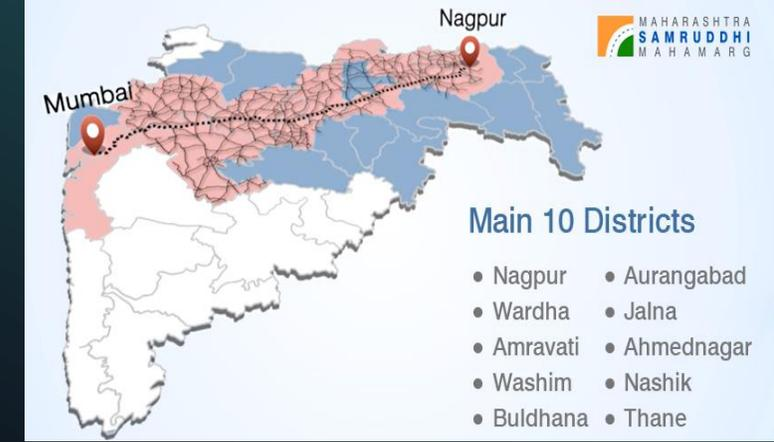 Nagpur
MAHARASHTRA
SAMRUDDHI
MAHAMARG
Mumbai
Main 10 Districts
• Nagpur
• Wardha
• Amravati
• Washim
• Buldhana
• Aurangabad
• Jalna
• Ahmednagar
• Nashik
• Thane